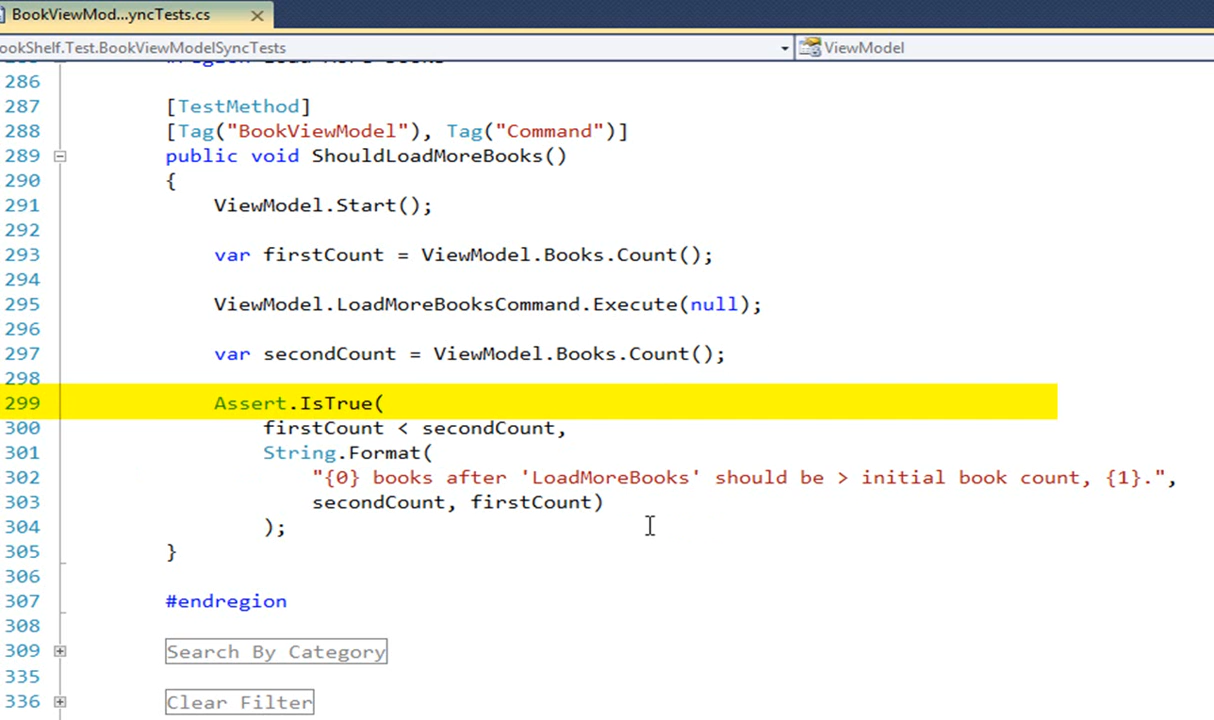 BookViewMod...yncTests.cs
ookShelf.Test.BookViewModelSyncTests ViewModel
286
287 [TestMethod]
288 [Tag("BookViewModel"), Tag("Command")]
289 public void ShouldLoadMoreBooks()
290 {
291 ViewModel.Start();
292
293 var firstCount = ViewModel.Books.Count();
294
295 ViewModel.LoadMoreBooksCommand.Execute(null);
296
297 var secondCount = ViewModel.Books.Count();
298
299 Assert.IsTrue(
300 firstCount < secondCount,
301 String.Format(
302 "{0} books after 'LoadMoreBooks' should be > initial book count, {1}.",
303 secondCount, firstCount)
304 );
305 }
306
307 #endregion
308
309 Search By Category
335
336 Clear Filter